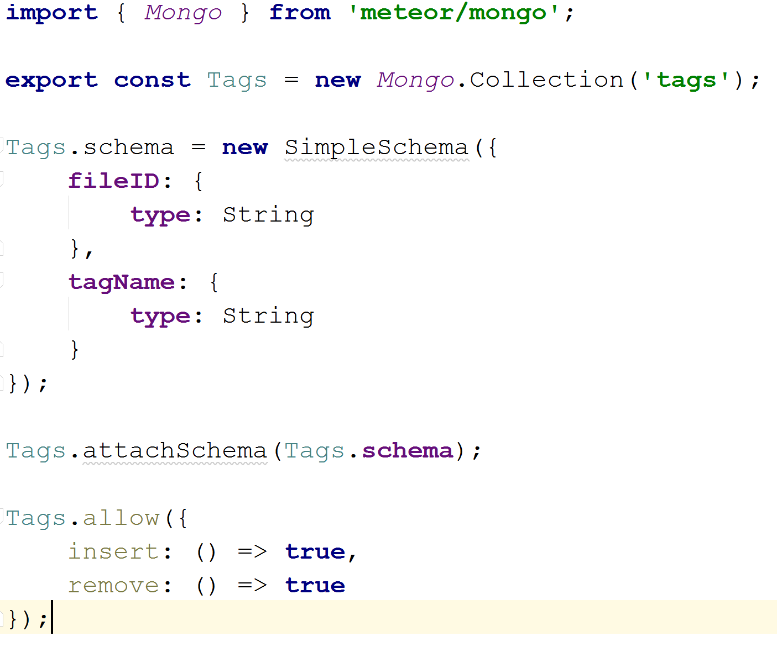 import { Mongo } from 'meteor/mongo';
export const Tags = new Mongo.Collection('tags');
Tags.schema = new SimpleSchema({
    fileID: {
        type: String
    },
    tagName: {
        type: String
    }
});
Tags.attachSchema(Tags.schema);
Tags.allow({
    insert: () => true,
    remove: () => true
});